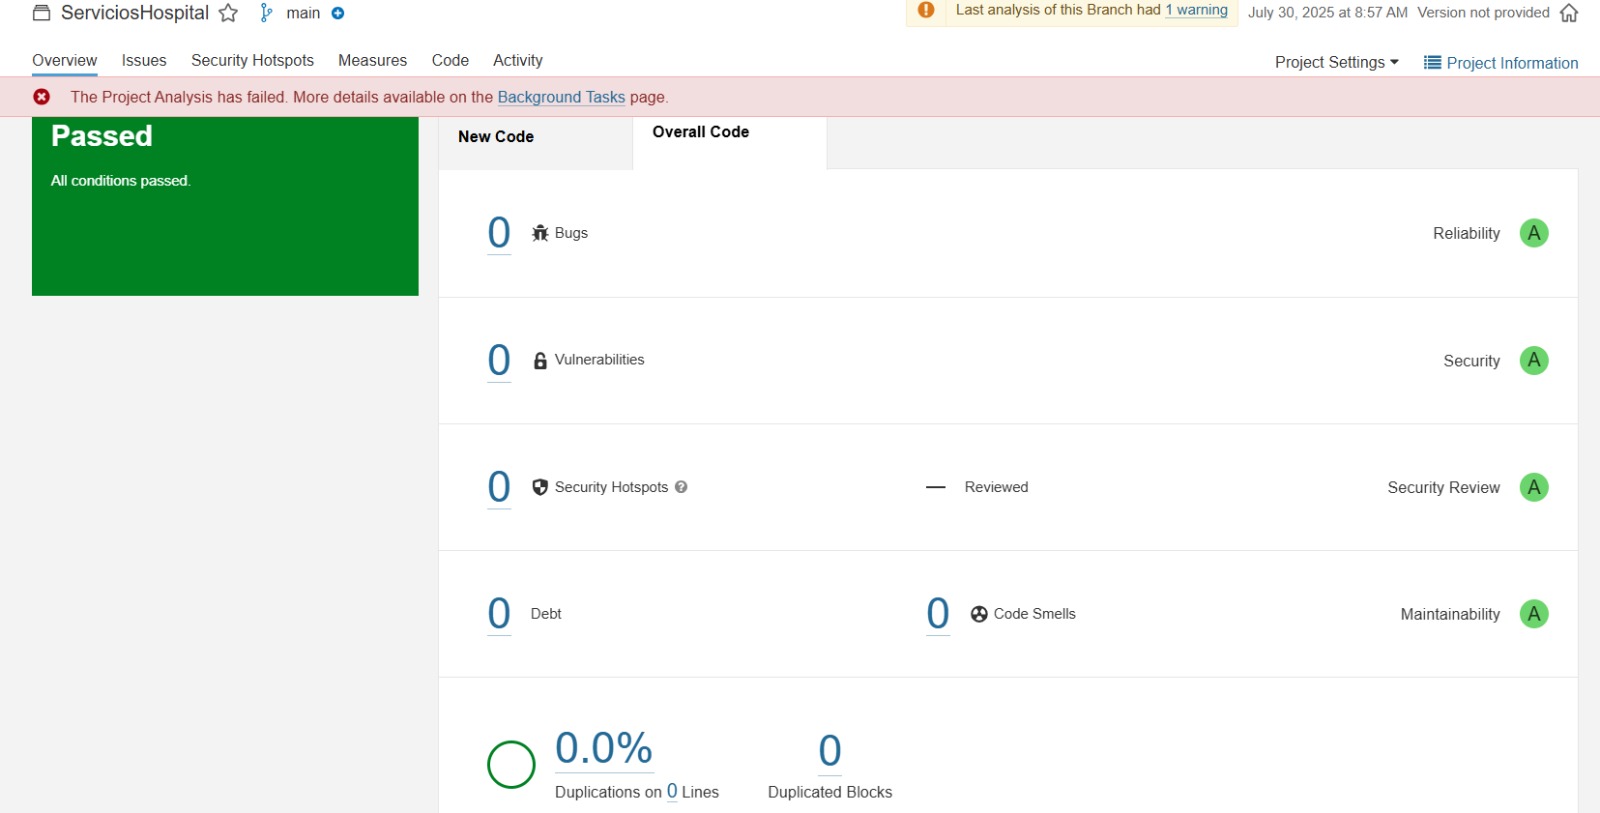 ServiciosHospital main
Last analysis of this Branch had 1 warning July 30, 2025 at 8:57 AM Version not provided
Overview Issues Security Hotspots Measures Code Activity
Project Settings Project Information
The Project Analysis has failed. More details available on the Background Tasks page.
Passed
All conditions passed.
New Code
Overall Code
0 Bugs
Reliability A
0 Vulnerabilities
Security A
0 Security Hotspots ?
— Reviewed
Security Review A
0 Debt
0 Code Smells
Maintainability A
0.0%
Duplications on 0 Lines
0
Duplicated Blocks